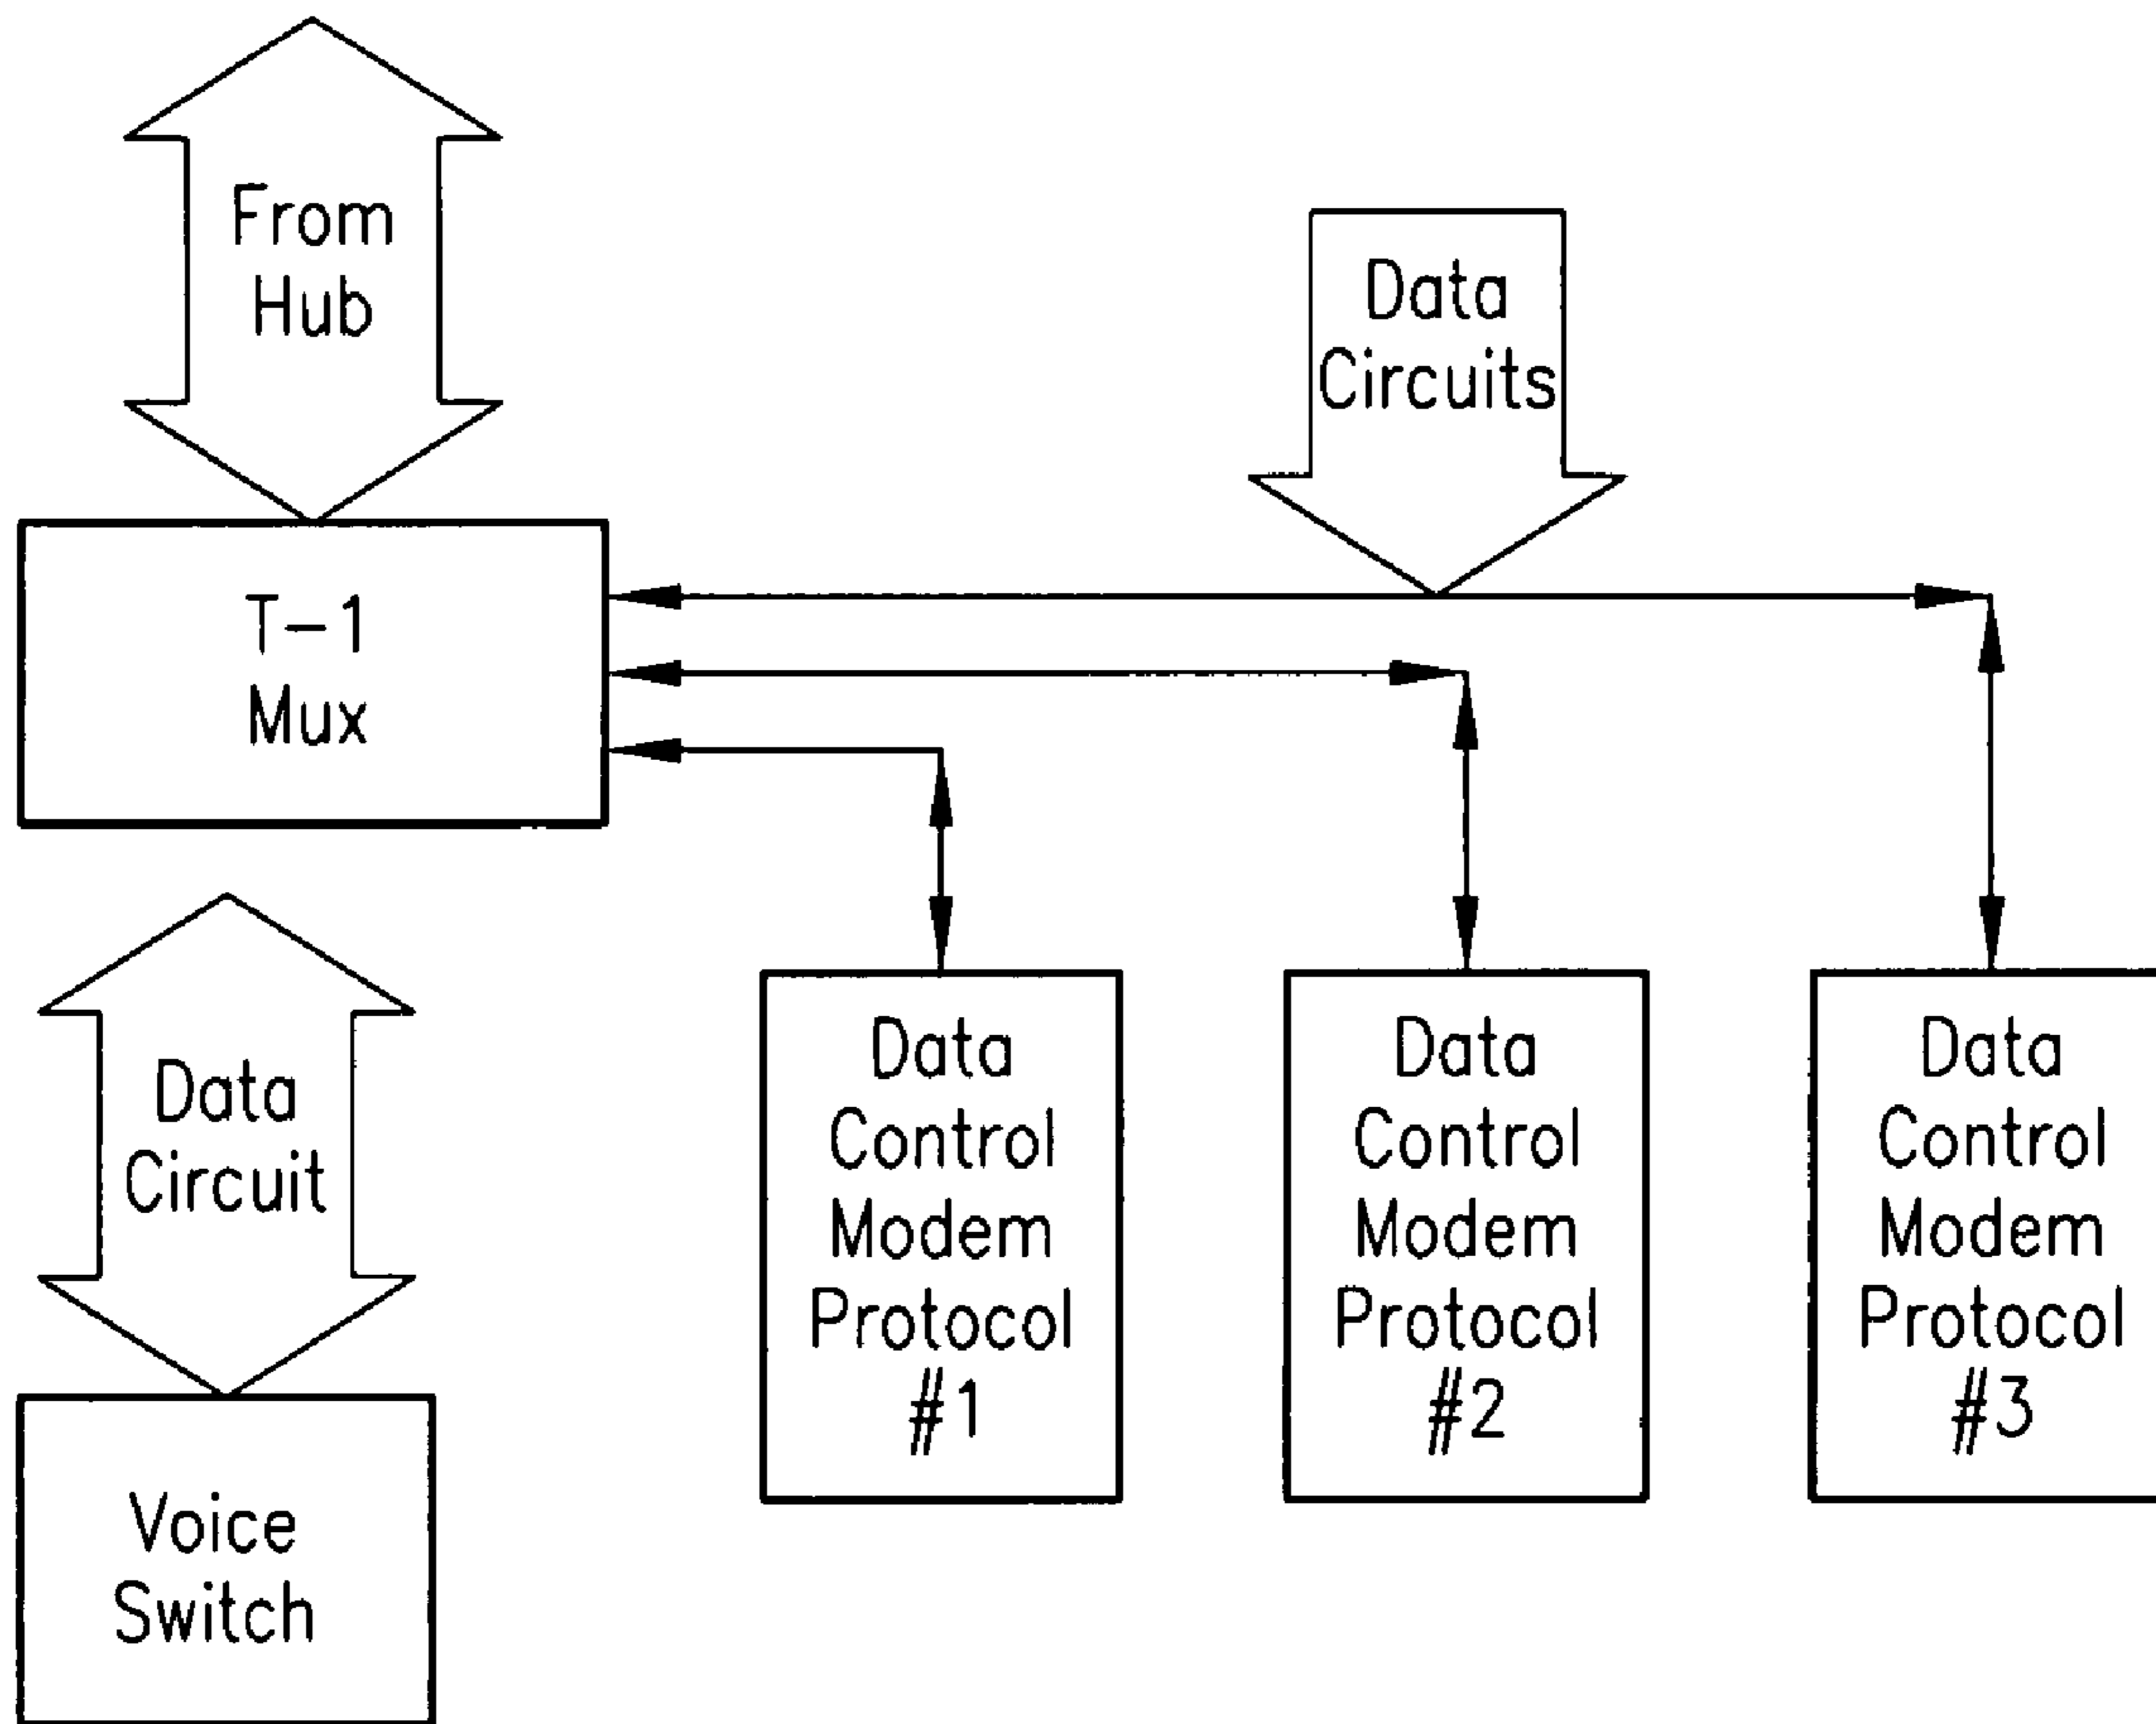 From
Hub
Data
Circuits
T-1
Mux
Data
Circuit
Data
Control
Modem
Protocol
#1
Data
Control
Modem
Protocol
#2
Data
Control
Modem
Protocol
#3
Voice
Switch